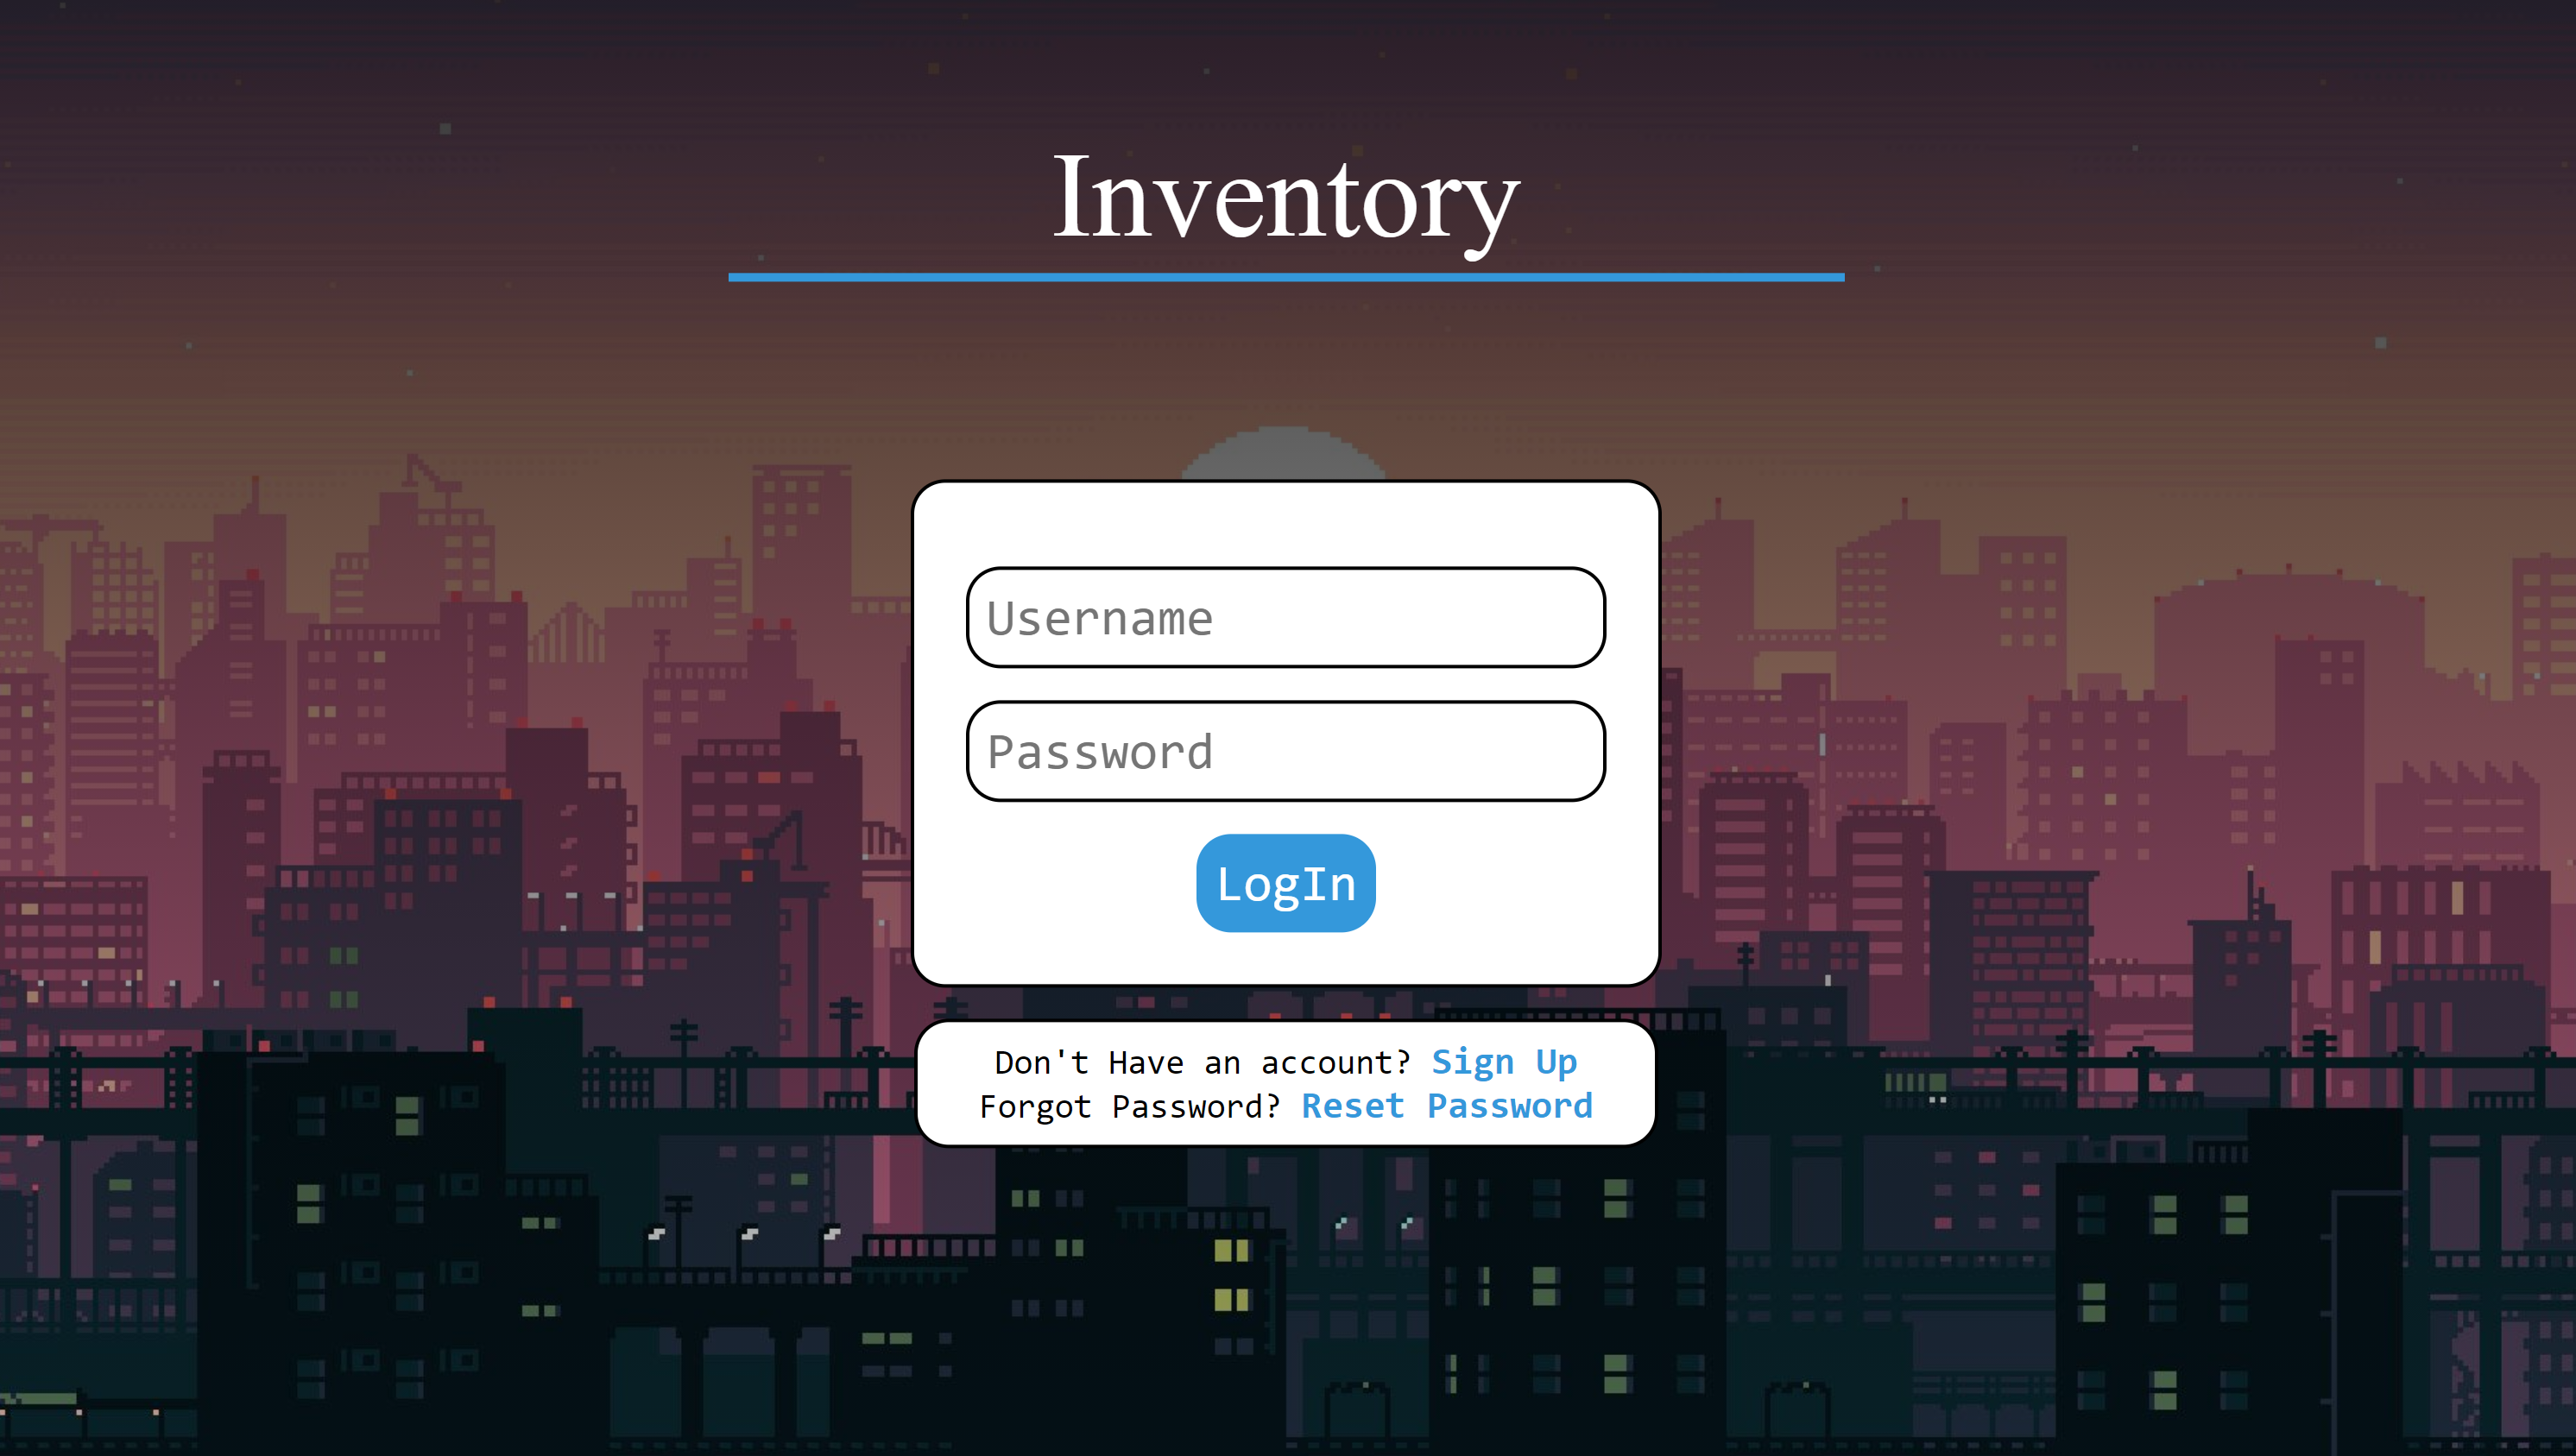 Inventory
Username
Password
LogIn
Don't Have an account? Sign Up
Forgot Password? Reset Password